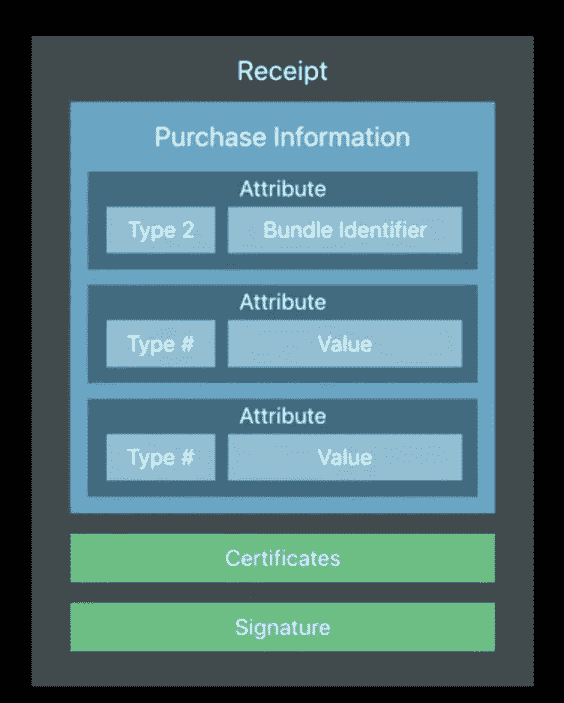 Receipt
Purchase Information
Attribute
Type 2 Bundle Identifier
Attribute
Type # Value
Attribute
Type # Value
Certificates
Signature